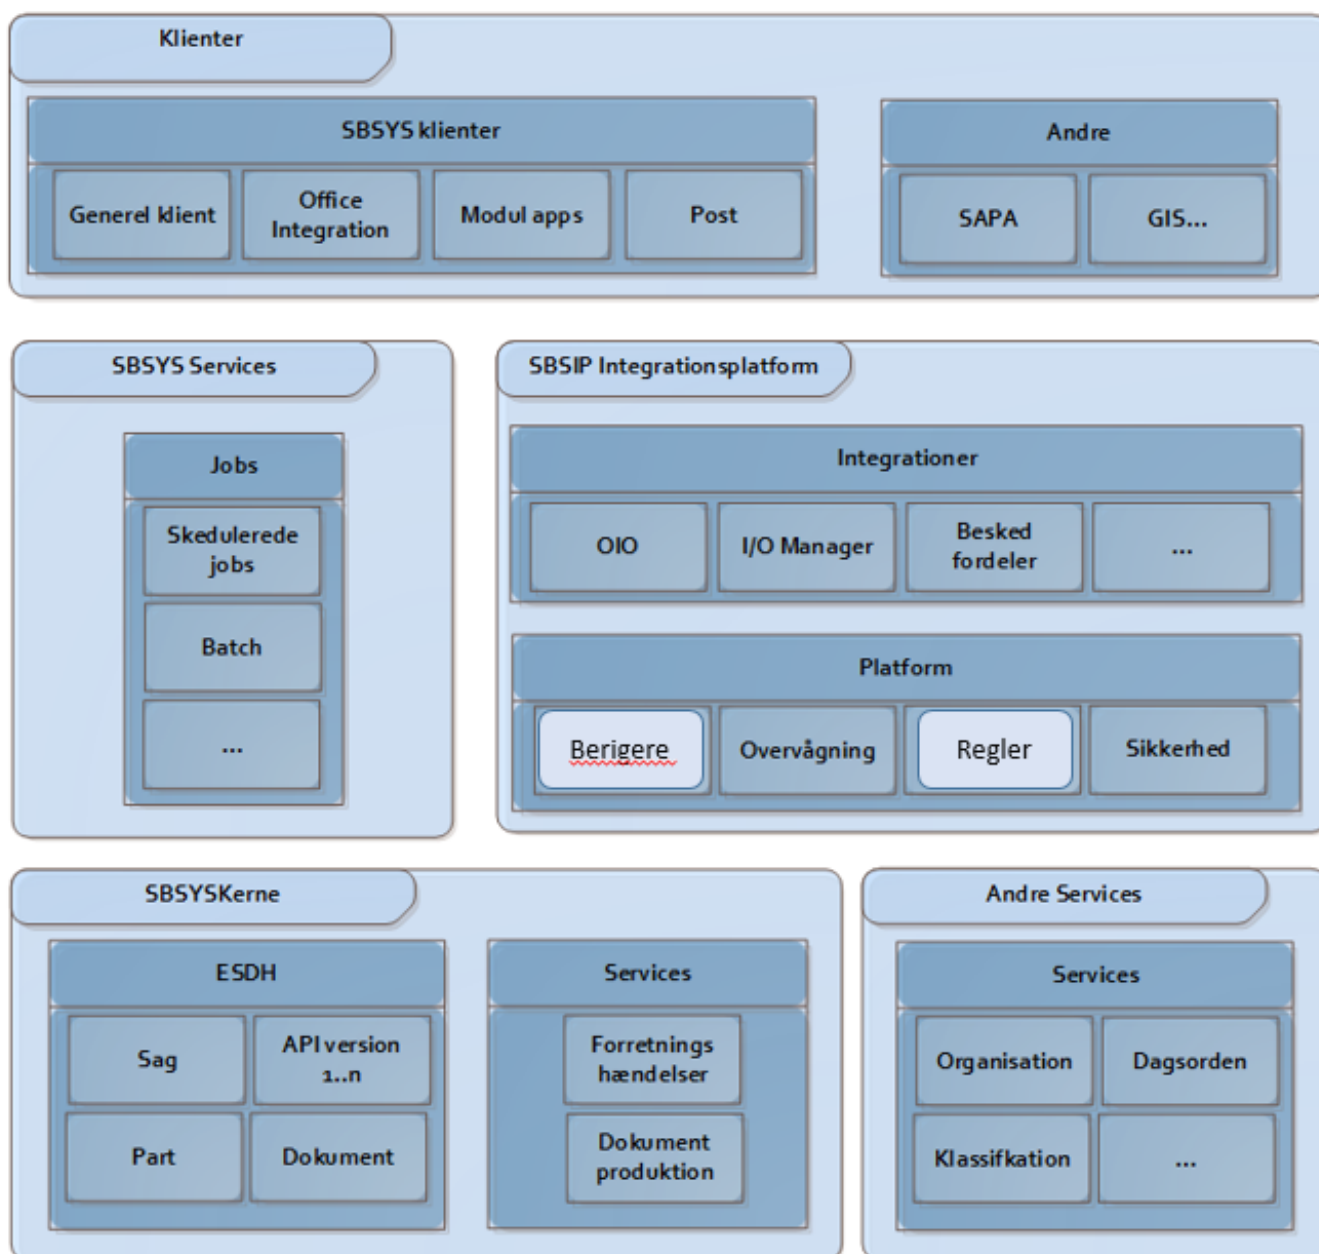 Klienter
SBSYS klienter
Generel klient
Office
Integration
Modul apps
Post
Andre
SAPA
GIS...
SBSYS Services
Jobs
Skedulerede
jobs
Batch
...
SBSIP Integrationsplatform
Integrationer
OIO
I/O Manager
Besked
fordeler
...
Platform
Berigere
Overvågning
Regler
Sikkerhed
SBSYSKerne
ESDH
Sag
API version
1..n
Part
Dokument
Services
Forretnings
hændelser
Dokument
produktion
Andre Services
Services
Organisation
Dagsorden
Klassifkation
...